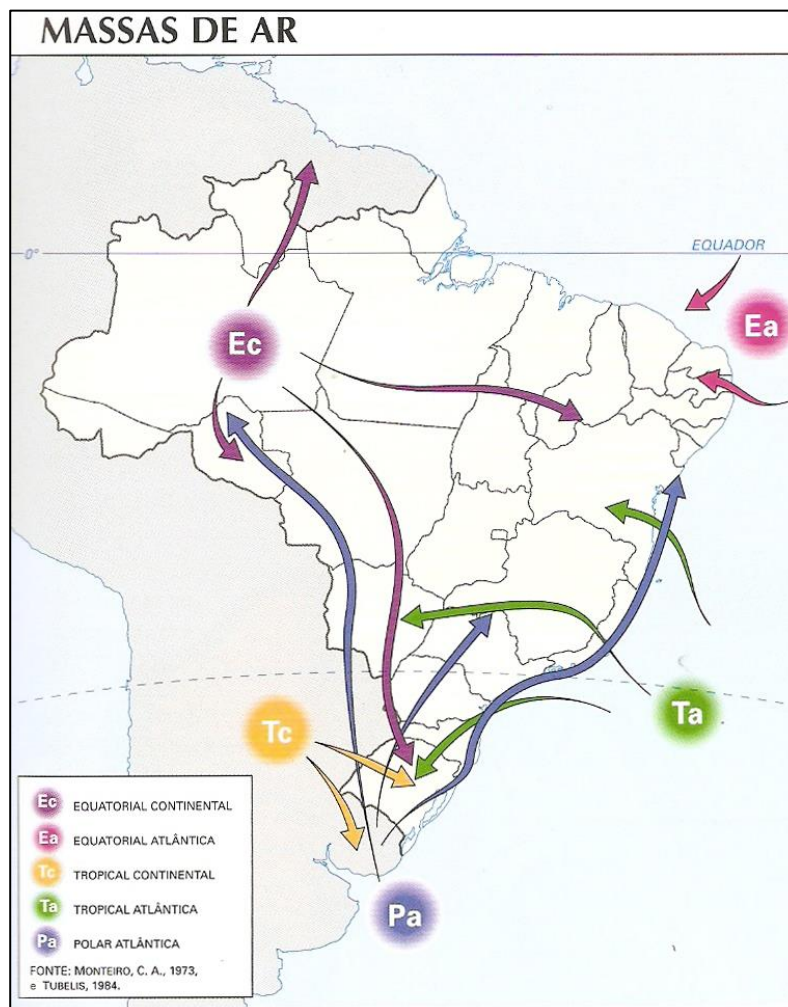 MASSAS DE AR
0°
EQUADOR
Ea
Ec
Tc
Ta
Pa
Ec EQUATORIAL CONTINENTAL
Ea EQUATORIAL ATLÂNTICA
Tc TROPICAL CONTINENTAL
Ta TROPICAL ATLÂNTICA
Pa POLAR ATLÂNTICA
FONTE: MONTEIRO, C. A., 1973,
e TUBELIS, 1984.